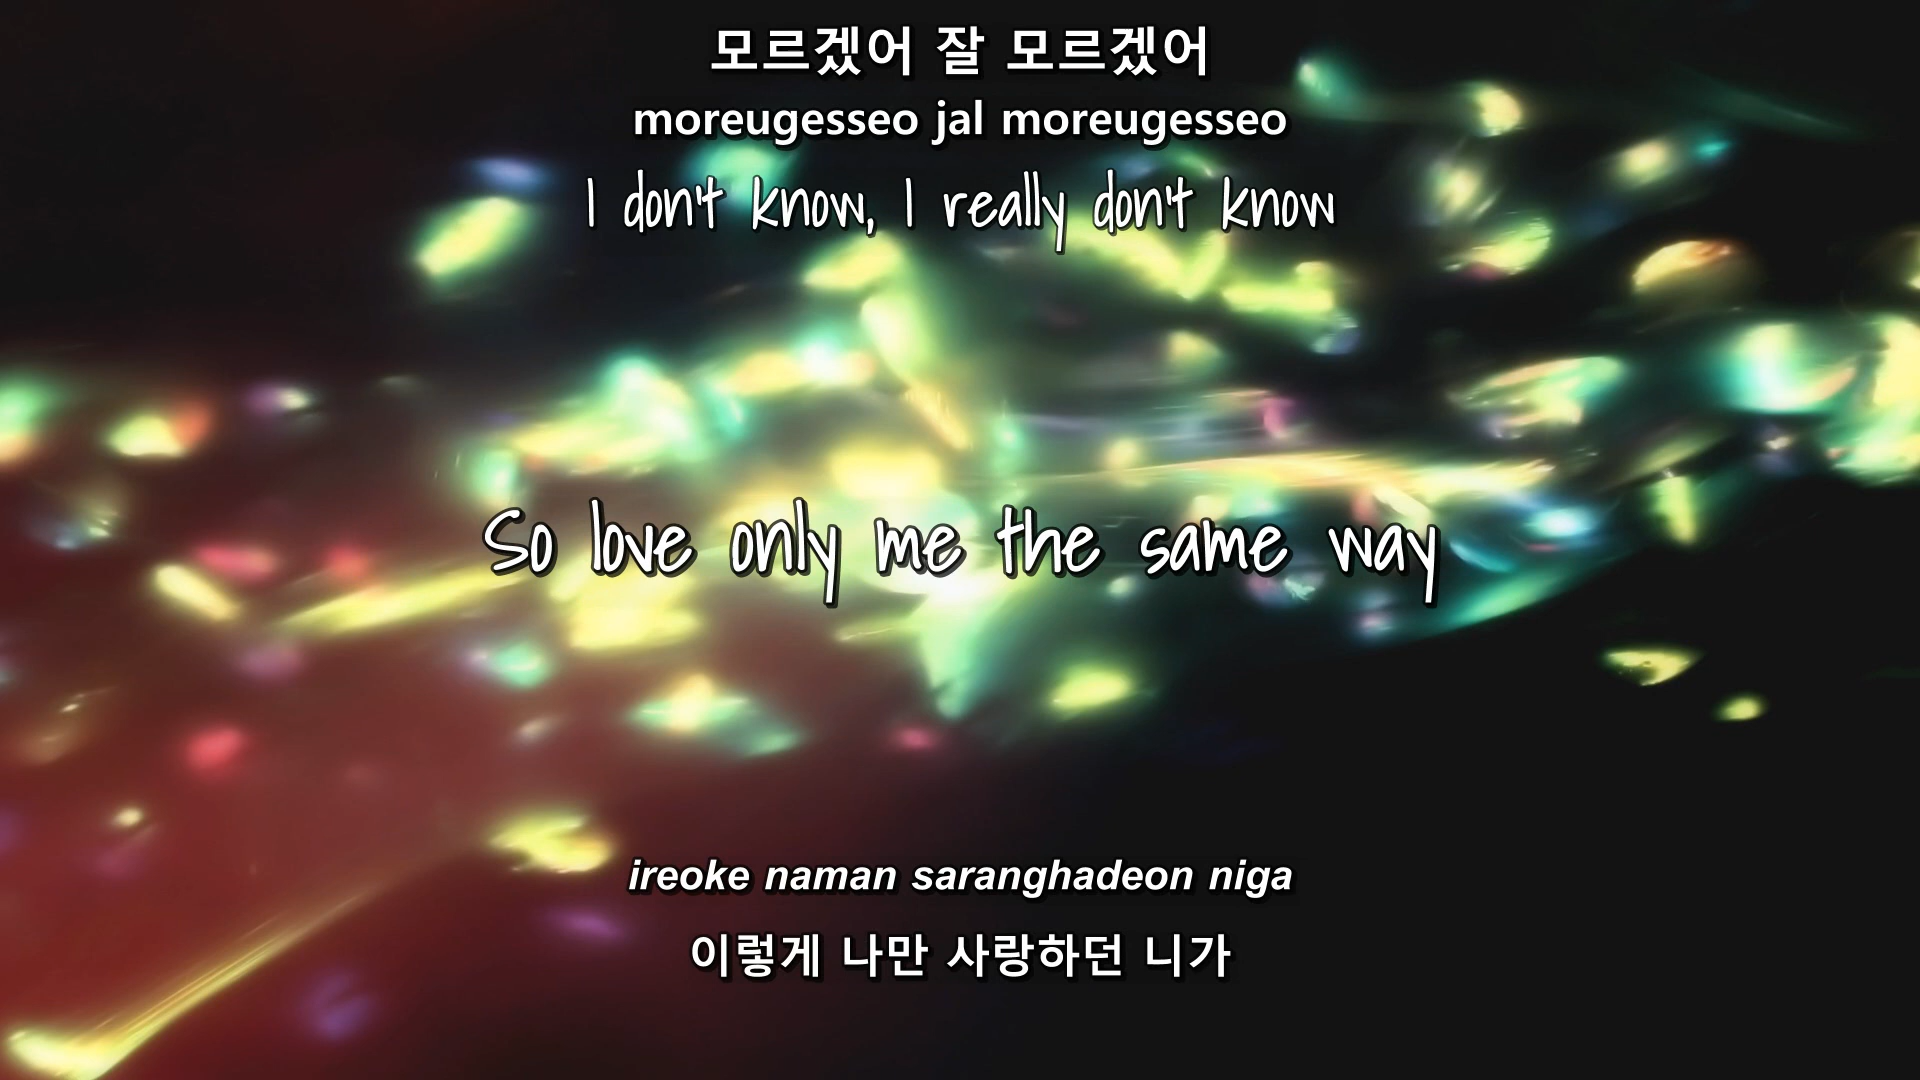 모르겠어 잘 모르겠어
moreugesseo jal moreugesseo
I don't know, I really don't know
So love only me the same way
ireoke naman saranghadeon niga
이렇게 나만 사랑하던 니가